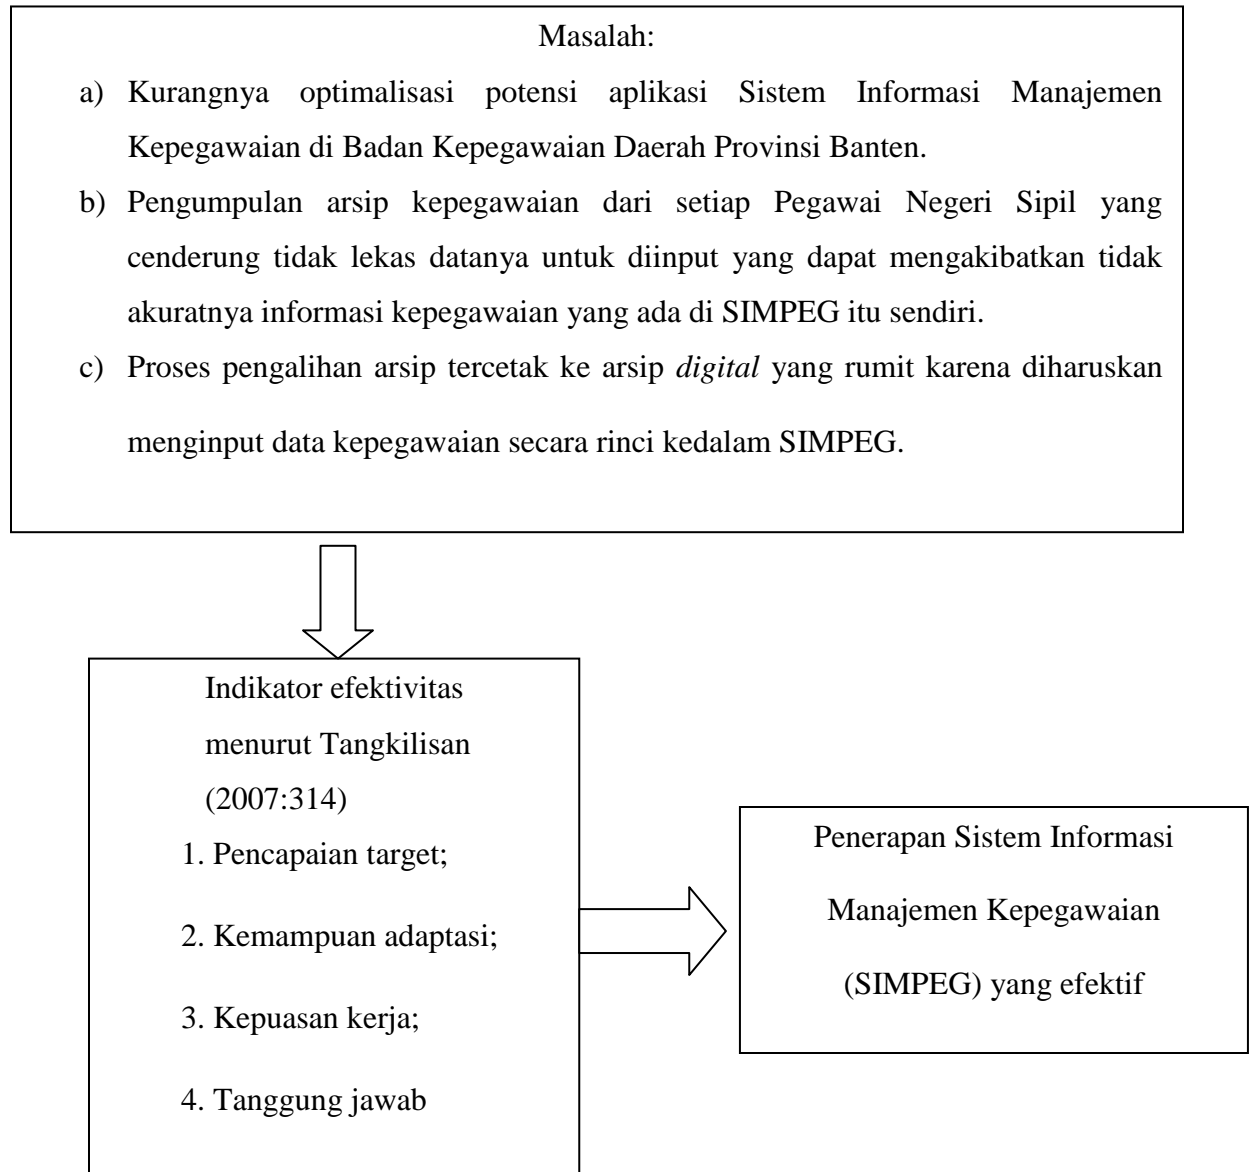 Masalah:
a) Kurangnya optimalisasi potensi aplikasi Sistem Informasi Manajemen
Kepegawaian di Badan Kepegawaian Daerah Provinsi Banten.
b) Pengumpulan arsip kepegawaian dari setiap Pegawai Negeri Sipil yang
cenderung tidak lekas datanya untuk diinput yang dapat mengakibatkan tidak
akuratnya informasi kepegawaian yang ada di SIMPEG itu sendiri.
c) Proses pengalihan arsip tercetak ke arsip digital yang rumit karena diharuskan
menginput data kepegawaian secara rinci kedalam SIMPEG.
Indikator efektivitas
menurut Tangkilisan
(2007:314)
1. Pencapaian target;
2. Kemampuan adaptasi;
3. Kepuasan kerja;
4. Tanggung jawab
Penerapan Sistem Informasi
Manajemen Kepegawaian
(SIMPEG) yang efektif